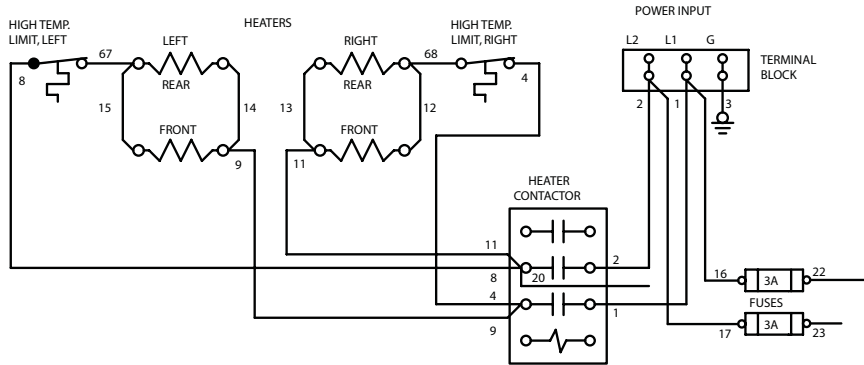 POWER INPUT
HIGH TEMP.
LIMIT, LEFT
HEATERS
HIGH TEMP.
LIMIT, RIGHT
L2 L1 G
67 LEFT RIGHT 68
TERMINAL
BLOCK
8 REAR REAR 4
15 14 13 12 2 1 3
FRONT FRONT
9 11
HEATER
CONTACTOR
11 2
8 20 16 3A 22
4
FUSES
1
9 17 3A 23